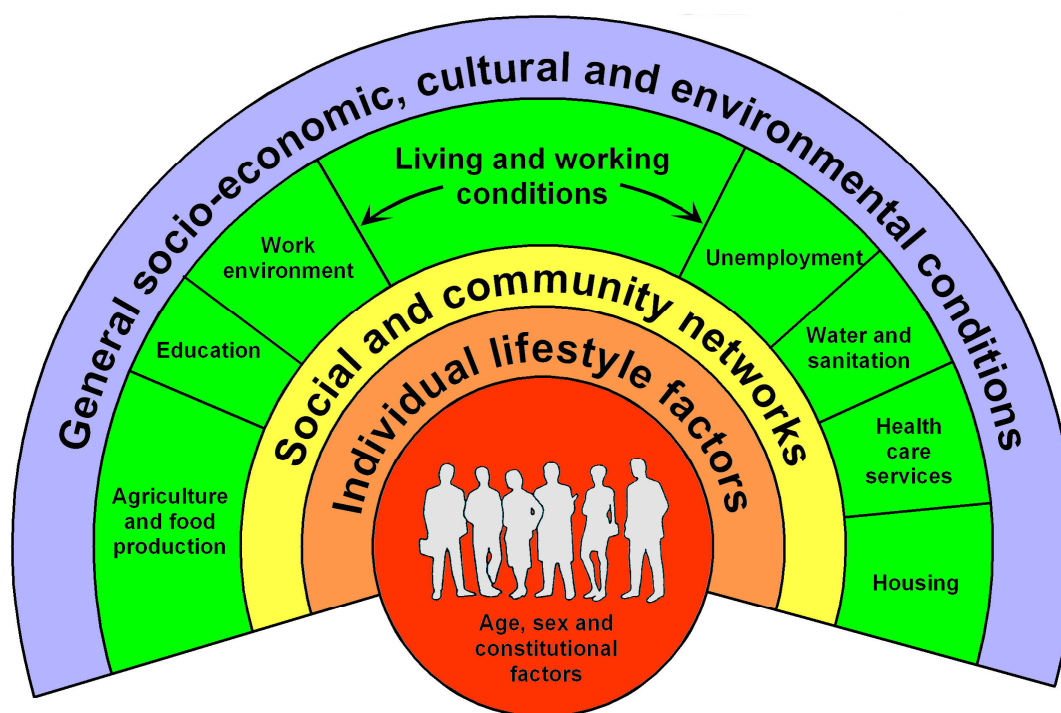 General socio-economic, cultural and environmental conditions
Living and working
conditions
Work
environment
Unemployment
Education
Water and
sanitation
Agriculture
and food
production
Health
care
services
Housing
Social and community networks
Individual lifestyle factors
Age, sex and
constitutional
factors